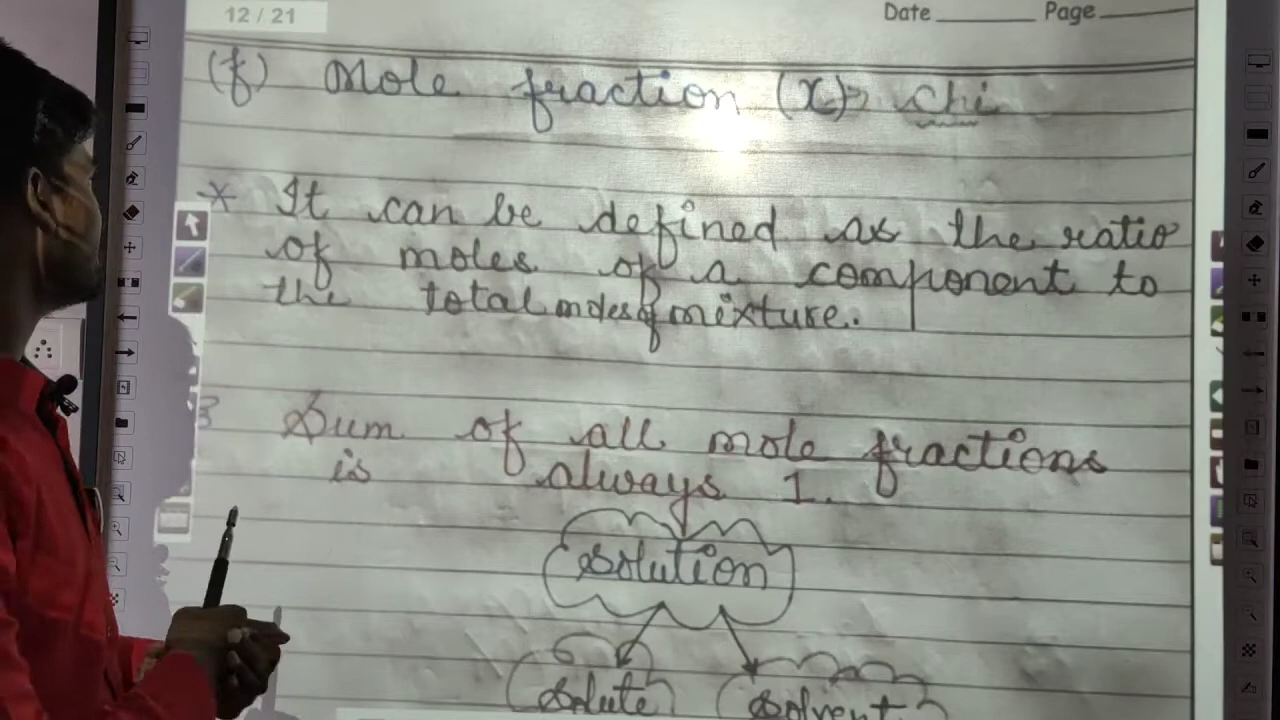 12 / 21
Date Page
(f) Mole fraction (x)→ chi
* It can be defined as the ratio
of moles of a component to
the total moles of mixture.
Sum of all mole fractions
is always 1.
Solution
Solute Solvent